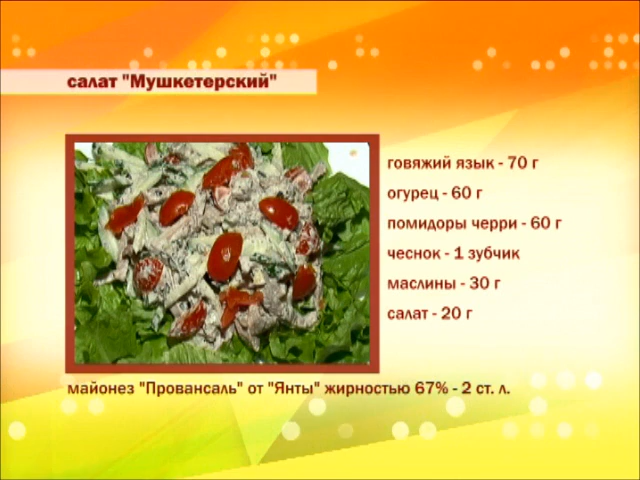 салат "Мушкетерский"
говяжий язык - 70 г
огурец - 60 г
помидоры черри - 60 г
чеснок - 1 зубчик
маслины - 30 г
салат - 20 г
майонез "Провансаль" от "Янты" жирностью 67% - 2 ст. л.